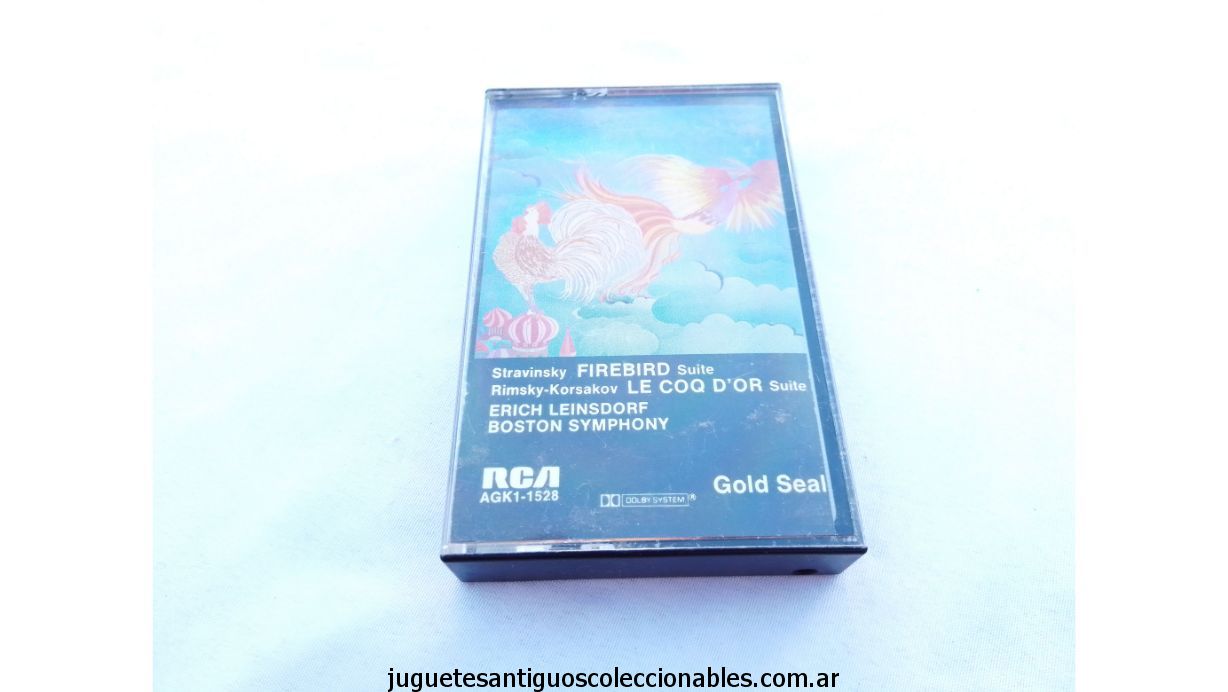 Stravinsky FIREBIRD Suite
Rimsky-Korsakov LE COQ D'OR Suite
ERICH LEINSDORF
BOSTON SYMPHONY
RCA
AGK1-1528
DOLBY SYSTEM®
Gold Seal
juguetesantiguoscoleccionables.com.ar